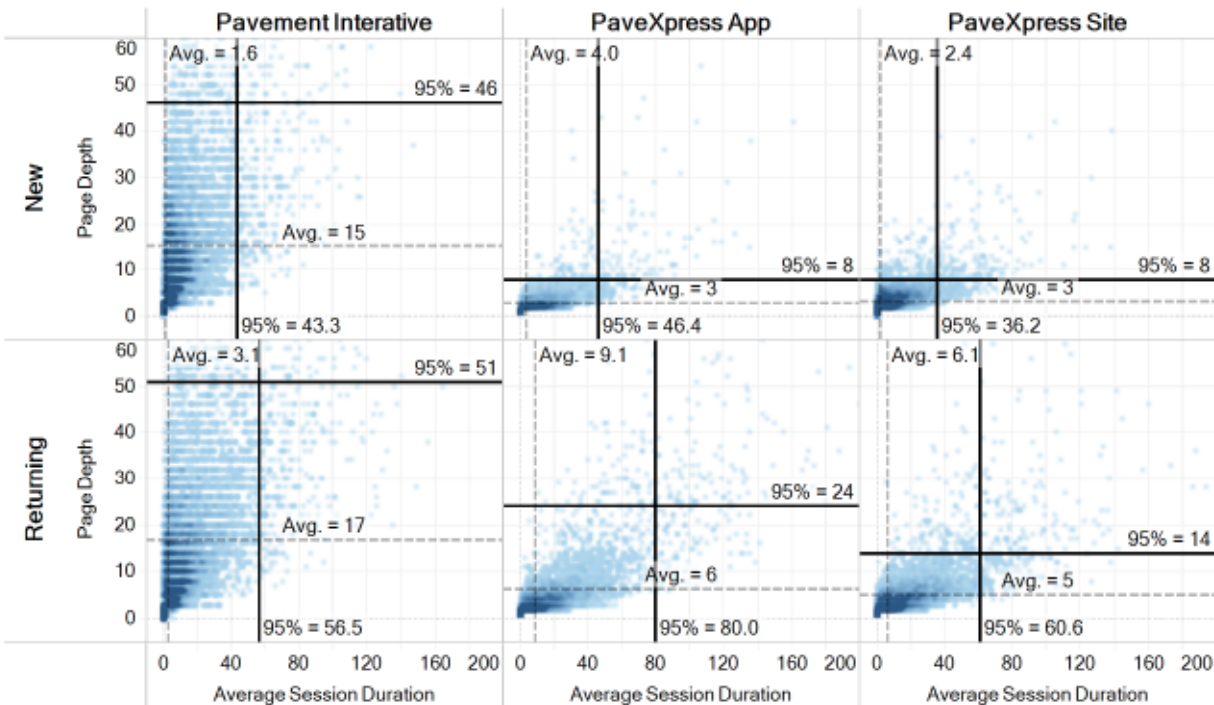 Pavement Interative PaveXpress App PaveXpress Site
New
Page Depth
60
50
40
30
20
10
0
Avg. = 1.6
95% = 46
Avg. = 15
95% = 43.3
Avg. = 4.0
95% = 8
Avg. = 3
95% = 46.4
Avg. = 2.4
95% = 8
Avg. = 3
95% = 36.2
Returning
Page Depth
60
50
40
30
20
10
0
Avg. = 3.1
95% = 51
Avg. = 17
95% = 56.5
Avg. = 9.1
95% = 24
Avg. = 6
95% = 80.0
Avg. = 6.1
95% = 14
Avg. = 5
95% = 60.6
0 40 80 120 160 200 0 40 80 120 160 200 0 40 80 120 160 200
Average Session Duration Average Session Duration Average Session Duration